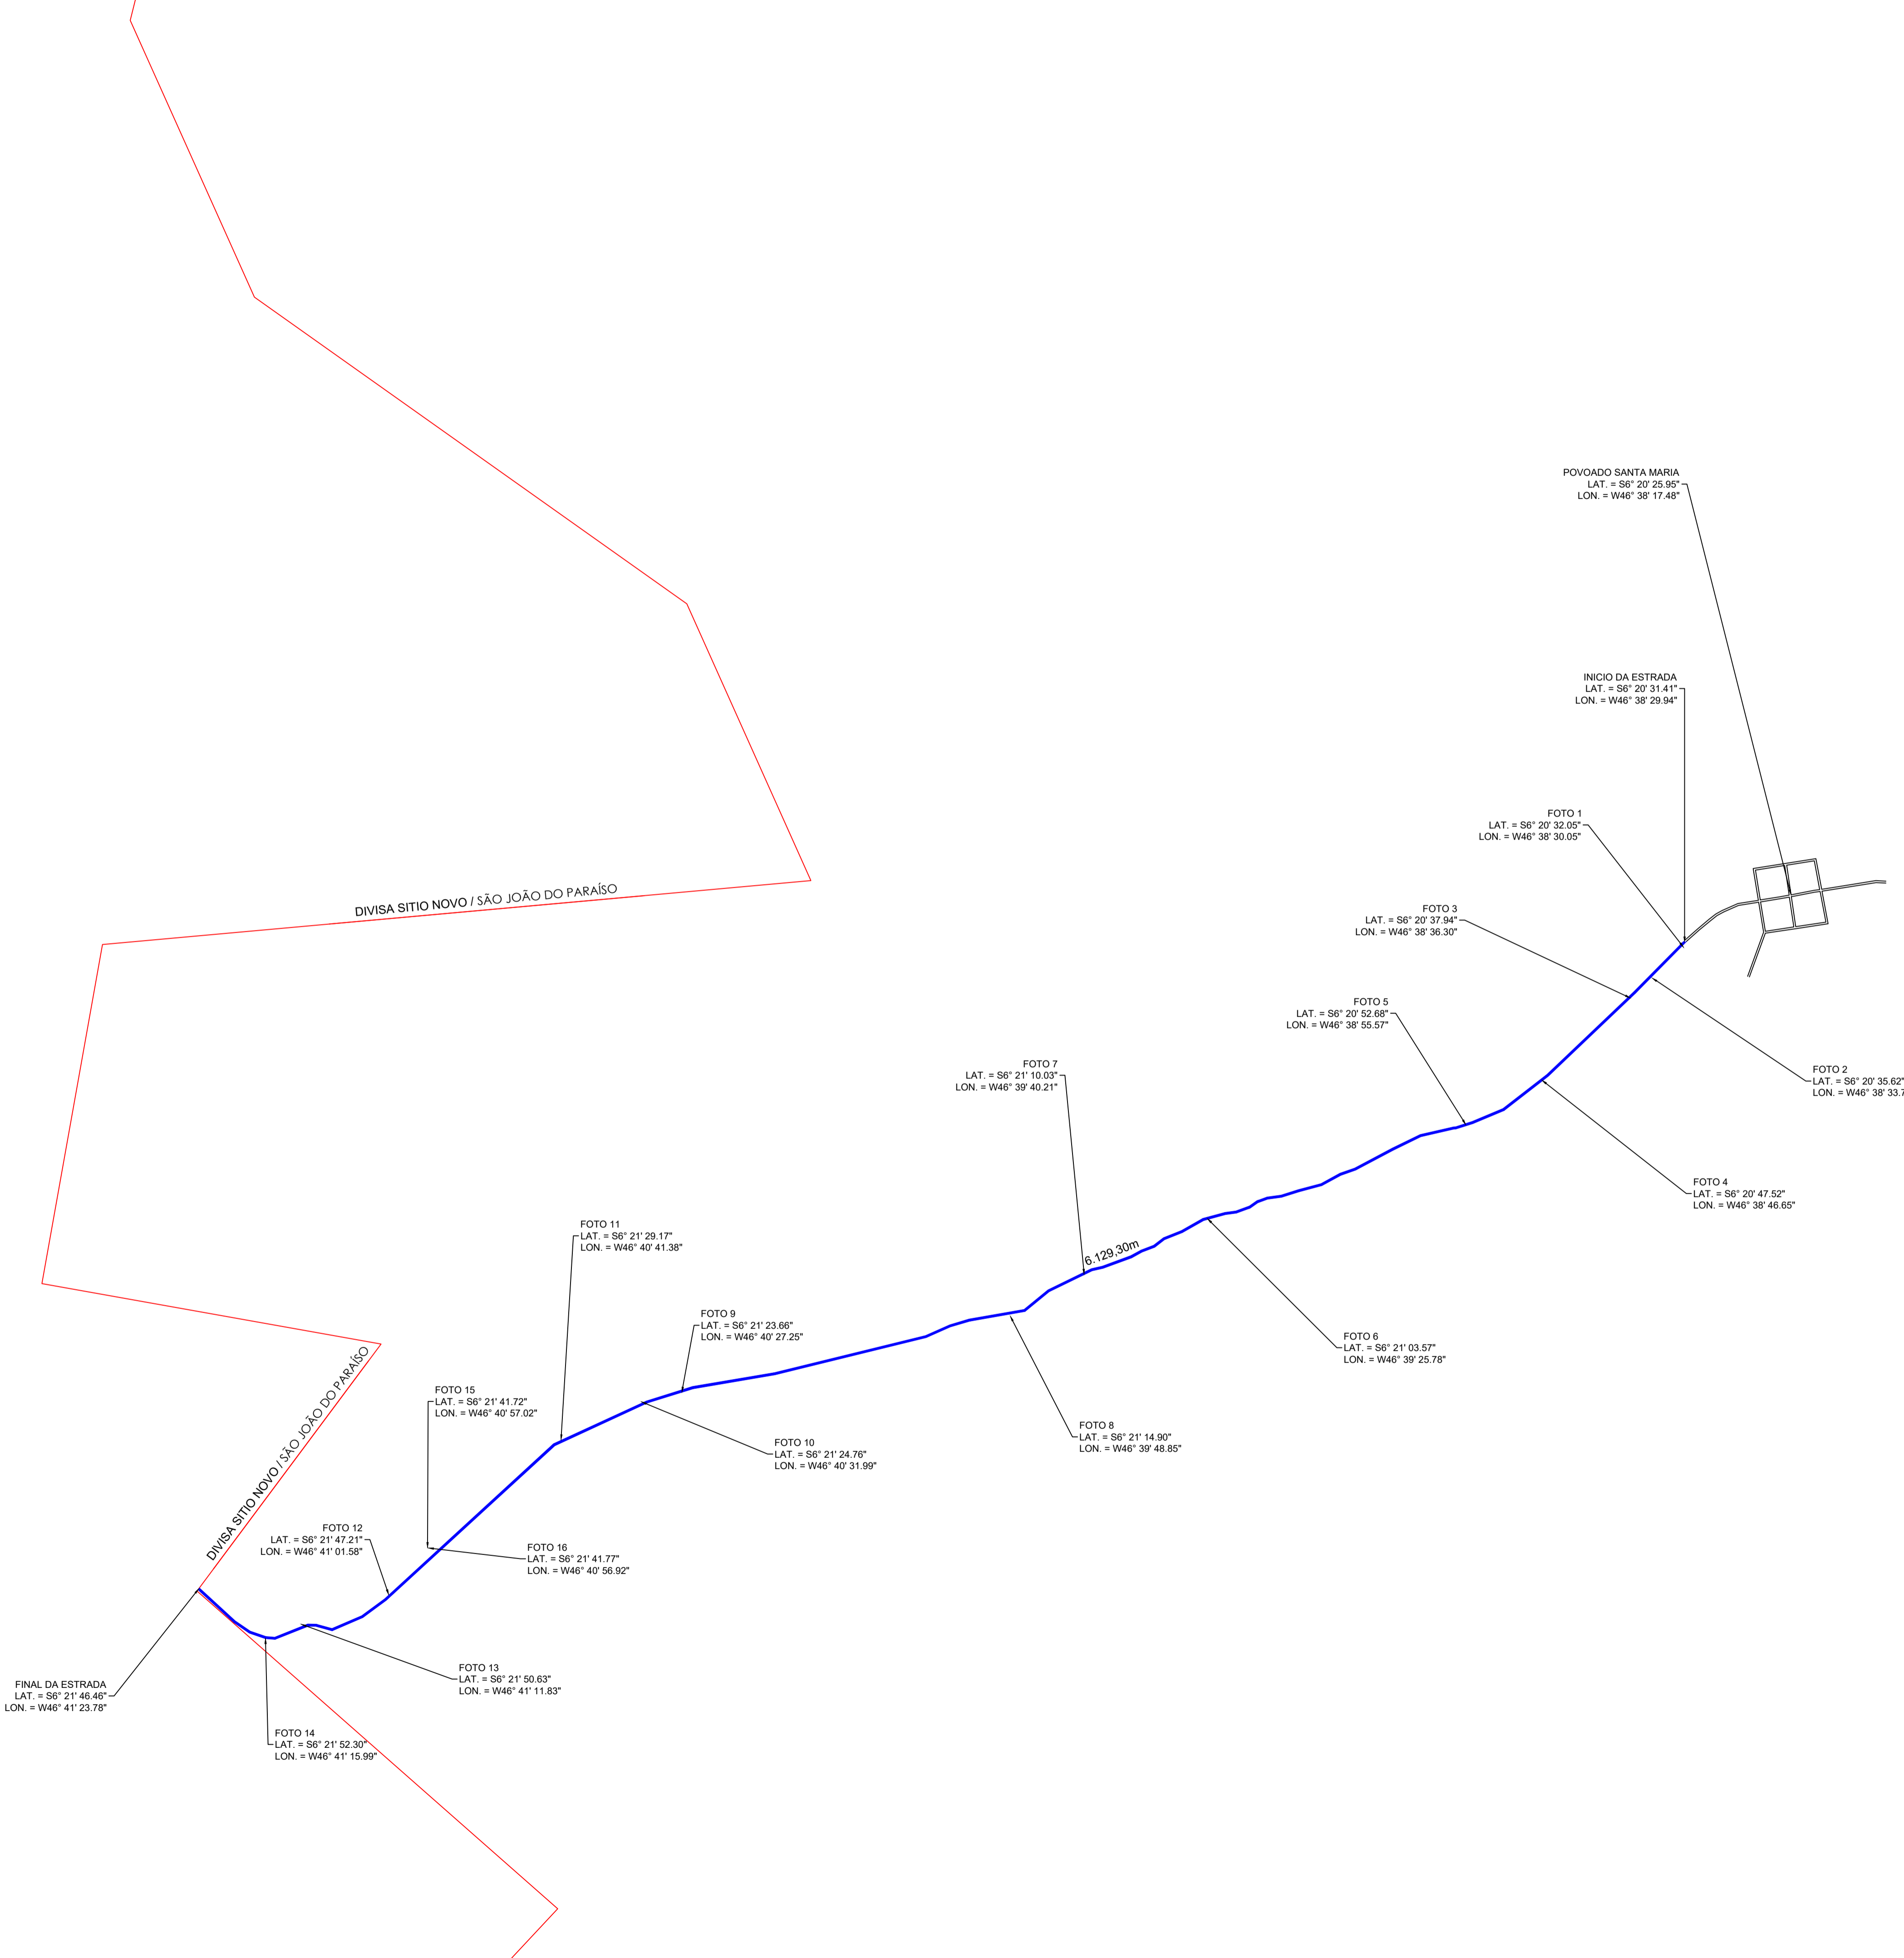 POVOADO SANTA MARIA
LAT. = S6° 20' 25.95"
LON. = W46° 38' 17.48"
INICIO DA ESTRADA
LAT. = S6° 20' 31.41"
LON. = W46° 38' 29.94"
FOTO 1
LAT. = S6° 20' 32.05"
LON. = W46° 38' 30.05"
DIVISA SITIO NOVO / SÃO JOÃO DO PARAÍSO
FOTO 3
LAT. = S6° 20' 37.94"
LON. = W46° 38' 36.30"
FOTO 5
LAT. = S6° 20' 52.68"
LON. = W46° 38' 55.57"
FOTO 7
LAT. = S6° 21' 10.03"
LON. = W46° 39' 40.21"
FOTO 2
LAT. = S6° 20' 35.62"
LON. = W46° 38' 33.7
FOTO 4
LAT. = S6° 20' 47.52"
LON. = W46° 38' 46.65"
FOTO 11
LAT. = S6° 21' 29.17"
LON. = W46° 40' 41.38"
6.129,30m
FOTO 9
LAT. = S6° 21' 23.66"
LON. = W46° 40' 27.25"
FOTO 6
LAT. = S6° 21' 03.57"
LON. = W46° 39' 25.78"
DIVISA SITIO NOVO / SÃO JOÃO DO PARAÍSO
FOTO 15
LAT. = S6° 21' 41.72"
LON. = W46° 40' 57.02"
FOTO 8
LAT. = S6° 21' 14.90"
LON. = W46° 39' 48.85"
FOTO 10
LAT. = S6° 21' 24.76"
LON. = W46° 40' 31.99"
FOTO 12
LAT. = S6° 21' 47.21"
LON. = W46° 41' 01.58"
FOTO 16
LAT. = S6° 21' 41.77"
LON. = W46° 40' 56.92"
FOTO 13
LAT. = S6° 21' 50.63"
LON. = W46° 41' 11.83"
FINAL DA ESTRADA
LAT. = S6° 21' 46.46"
LON. = W46° 41' 23.78"
FOTO 14
LAT. = S6° 21' 52.30"
LON. = W46° 41' 15.99"